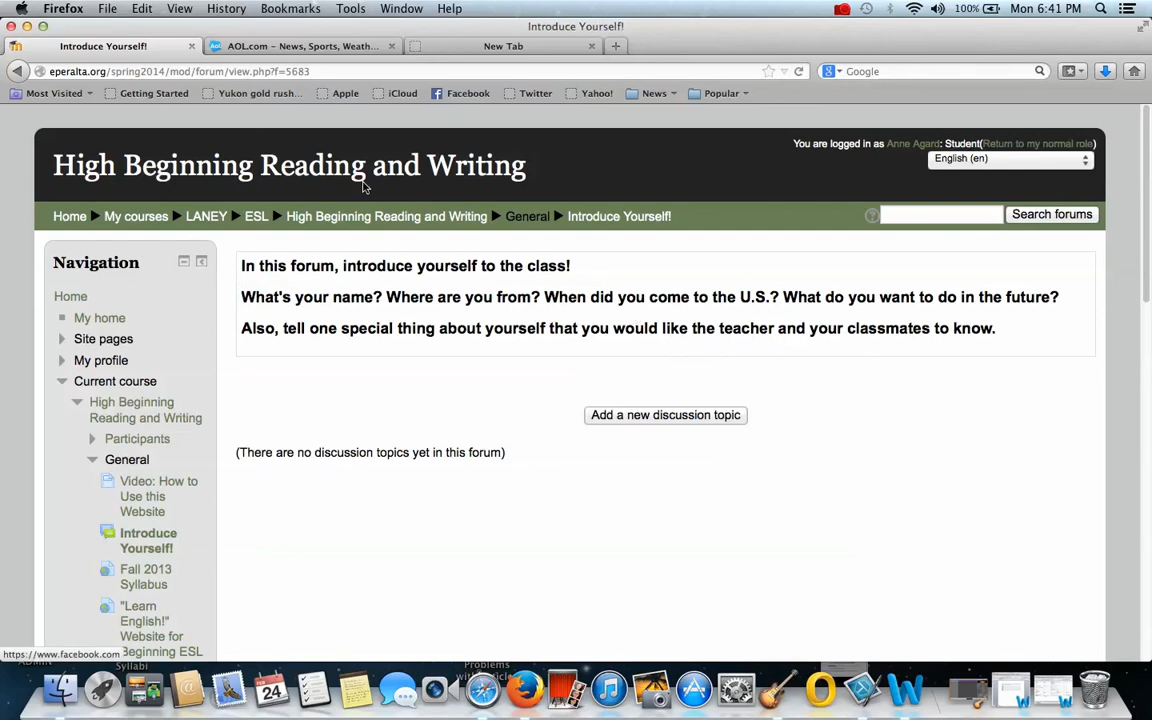 Firefox File Edit View History Bookmarks Tools Window Help 100% Mon 6:41 PM
Introduce Yourself!
Introduce Yourself! AOL.com – News, Sports, Weath... New Tab
eperalta.org/spring2014/mod/forum/view.php?f=5683 Google
Most Visited Getting Started Yukon gold rush... Apple iCloud Facebook Twitter Yahoo! News Popular
You are logged in as Anne Agard: Student(Return to my normal role)
English (en)
High Beginning Reading and Writing
Home My courses LANEY ESL High Beginning Reading and Writing General Introduce Yourself! Search forums
Navigation
Home
My home
Site pages
My profile
Current course
High Beginning
Reading and Writing
Participants
General
Video: How to
Use this
Website
Introduce
Yourself!
Fall 2013
Syllabus
"Learn
English!"
Website for
Beginning ESL
In this forum, introduce yourself to the class!
What's your name? Where are you from? When did you come to the U.S.? What do you want to do in the future?
Also, tell one special thing about yourself that you would like the teacher and your classmates to know.
Add a new discussion topic
(There are no discussion topics yet in this forum)
https://www.facebook.com
Syllabi
Problems
FEB
24